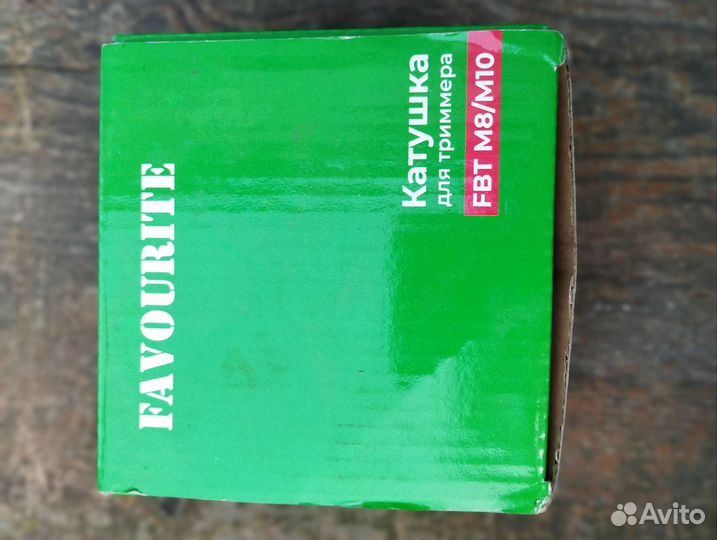 FAVOURITE
Катушка
для триммера
FBT M8/M10
Avito